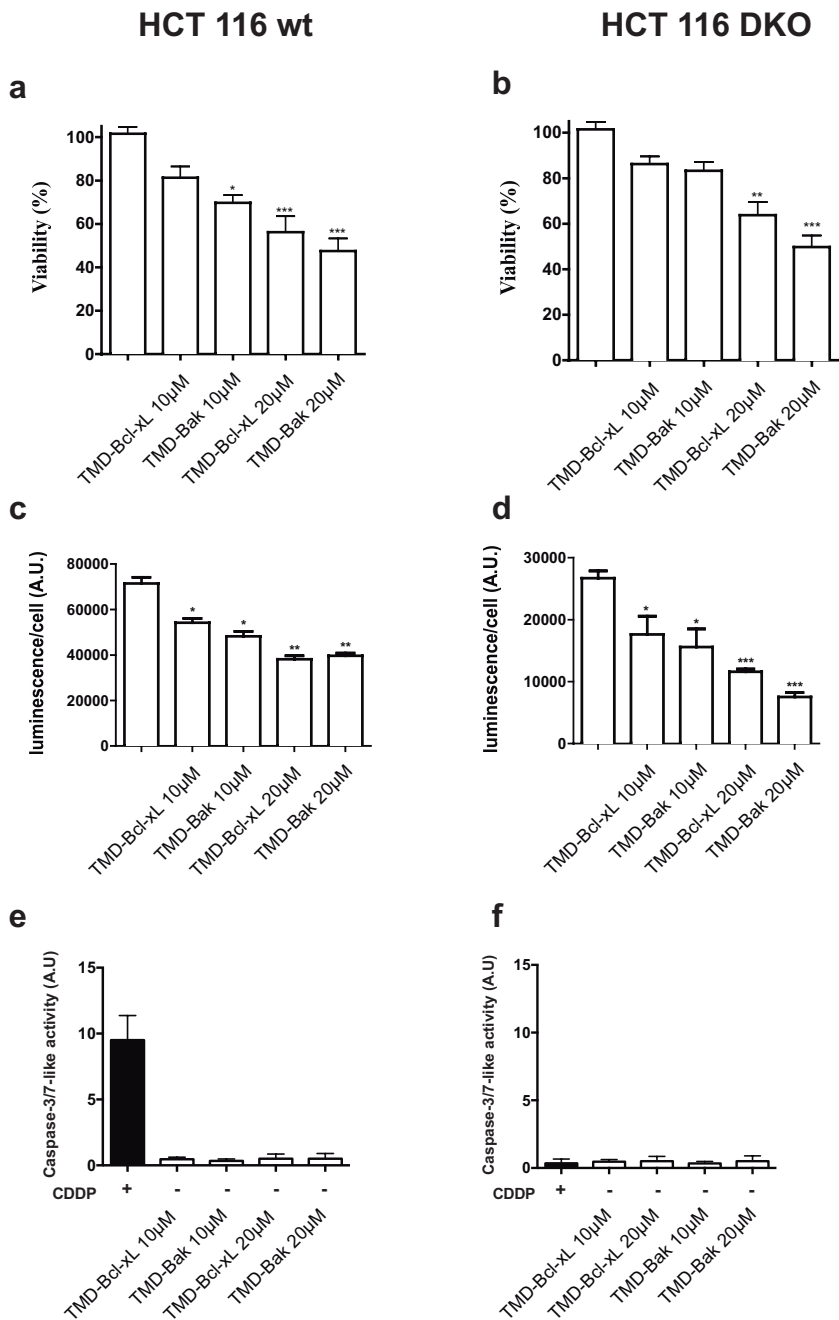 HCT 116 wt
HCT 116 DKO
a
Viability (%)
100
80
60
40
20
0
*
***
***
TMD-Bcl-xL 10µM
TMD-Bak 10µM
TMD-Bcl-xL 20µM
TMD-Bak 20µM
b
Viability (%)
100
80
60
40
20
0
**
***
TMD-Bcl-xL 10µM
TMD-Bak 10µM
TMD-Bcl-xL 20µM
TMD-Bak 20µM
c
luminescence/cell (A.U.)
80000
60000
40000
20000
0
*
*
**
**
TMD-Bcl-xL 10µM
TMD-Bak 10µM
TMD-Bcl-xL 20µM
TMD-Bak 20µM
d
luminescence/cell (A.U.)
30000
20000
10000
0
*
*
***
***
TMD-Bcl-xL 10µM
TMD-Bak 10µM
TMD-Bcl-xL 20µM
TMD-Bak 20µM
e
Caspase-3/7-like activity (A.U)
15
10
5
0
CDDP + - - - -
TMD-Bcl-xL 10µM
TMD-Bak 10µM
TMD-Bcl-xL 20µM
TMD-Bak 20µM
f
Caspase-3/7-like activity (A.U)
15
10
5
0
CDDP + - - - -
TMD-Bcl-xL 10µM
TMD-Bcl-xL 20µM
TMD-Bak 10µM
TMD-Bak 20µM